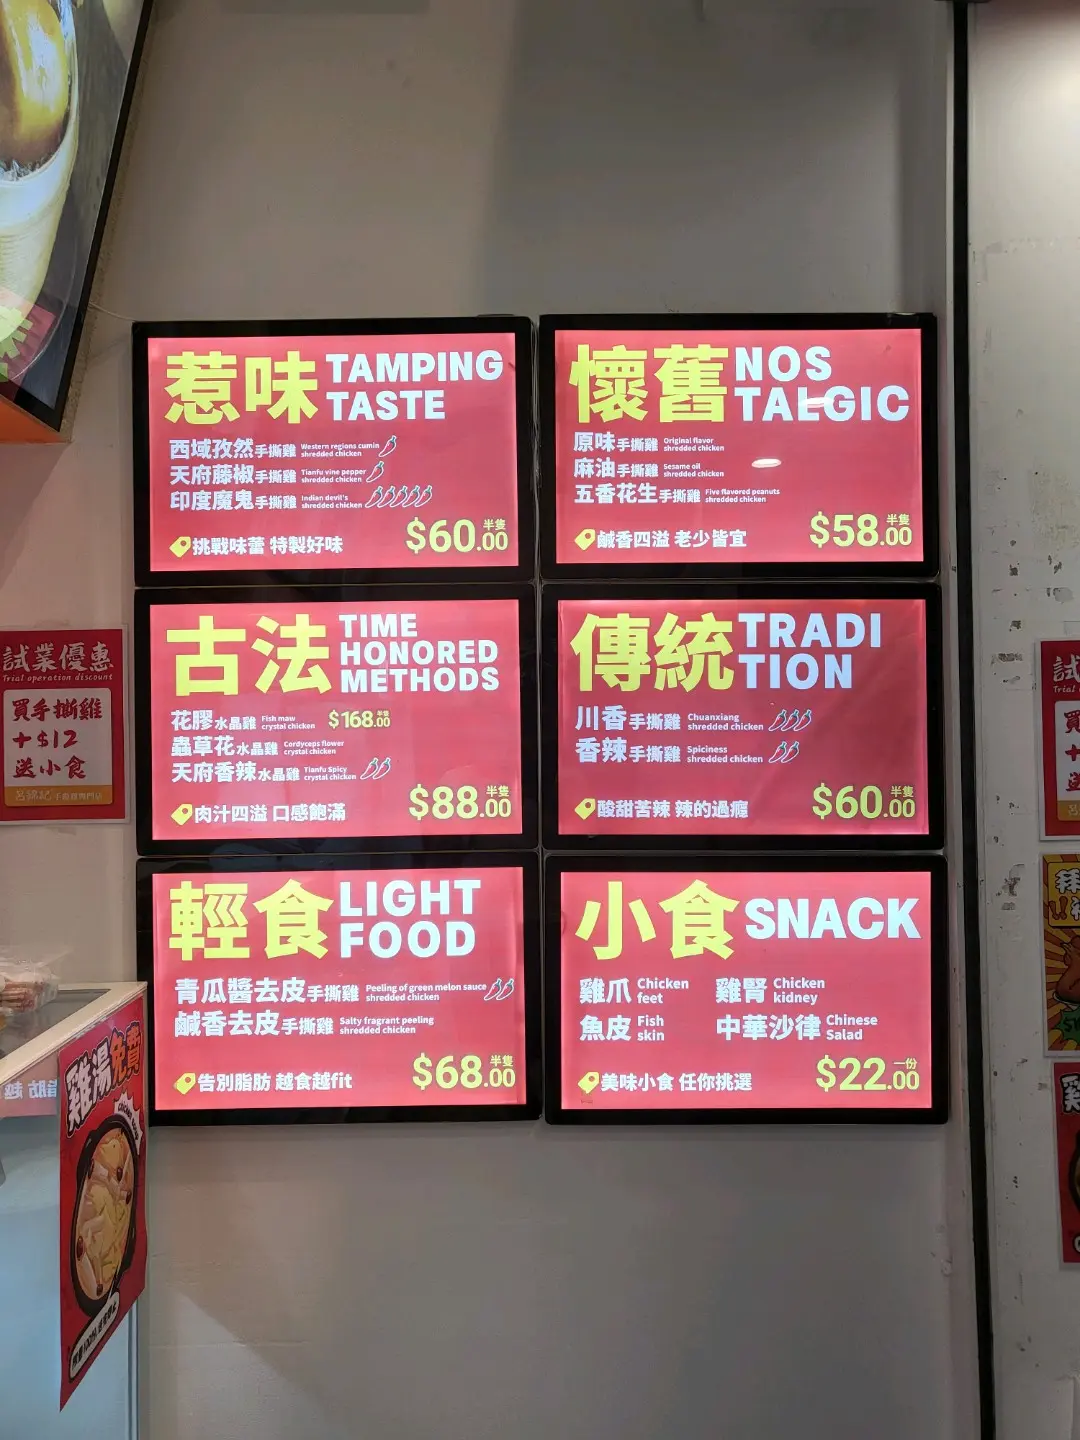 惹味 TAMPING TASTE
西域孜然手撕雞 Western regions cumin shredded chicken
天府藤椒手撕雞 Tianfu vine pepper shredded chicken
印度魔鬼手撕雞 Indian devil's shredded chicken
挑戰味蕾 特製好味 $60.00 半隻
懷舊 NOS TALGIC
原味手撕雞 Original flavor shredded chicken
麻油手撕雞 Sesame oil shredded chicken
五香花生手撕雞 Five flavored peanuts shredded chicken
鹹香四溢 老少皆宜 $58.00 半隻
古法 TIME HONORED METHODS
花膠水晶雞 Fish maw crystal chicken $168.00 半隻
蟲草花水晶雞 Cordyceps flower crystal chicken
天府香辣水晶雞 Tianfu Spicy crystal chicken
肉汁四溢 口感飽滿 $88.00 半隻
傳統 TRADI TION
川香手撕雞 Chuanxiang shredded chicken
香辣手撕雞 Spiciness shredded chicken
酸甜苦辣 辣的過癮 $60.00 半隻
輕食 LIGHT FOOD
青瓜醬去皮手撕雞 Peeling of green melon sauce shredded chicken
鹹香去皮手撕雞 Salty fragrant peeling shredded chicken
告別脂肪 越食越fit $68.00 半隻
小食 SNACK
雞爪 Chicken feet 雞腎 Chicken kidney
魚皮 Fish skin 中華沙律 Chinese Salad
美味小食 任你挑選 $22.00 一份
試業優惠
Trial operation discount
買手撕雞
+$12
送小食
雞湯免費
試
Trial
買
+
送